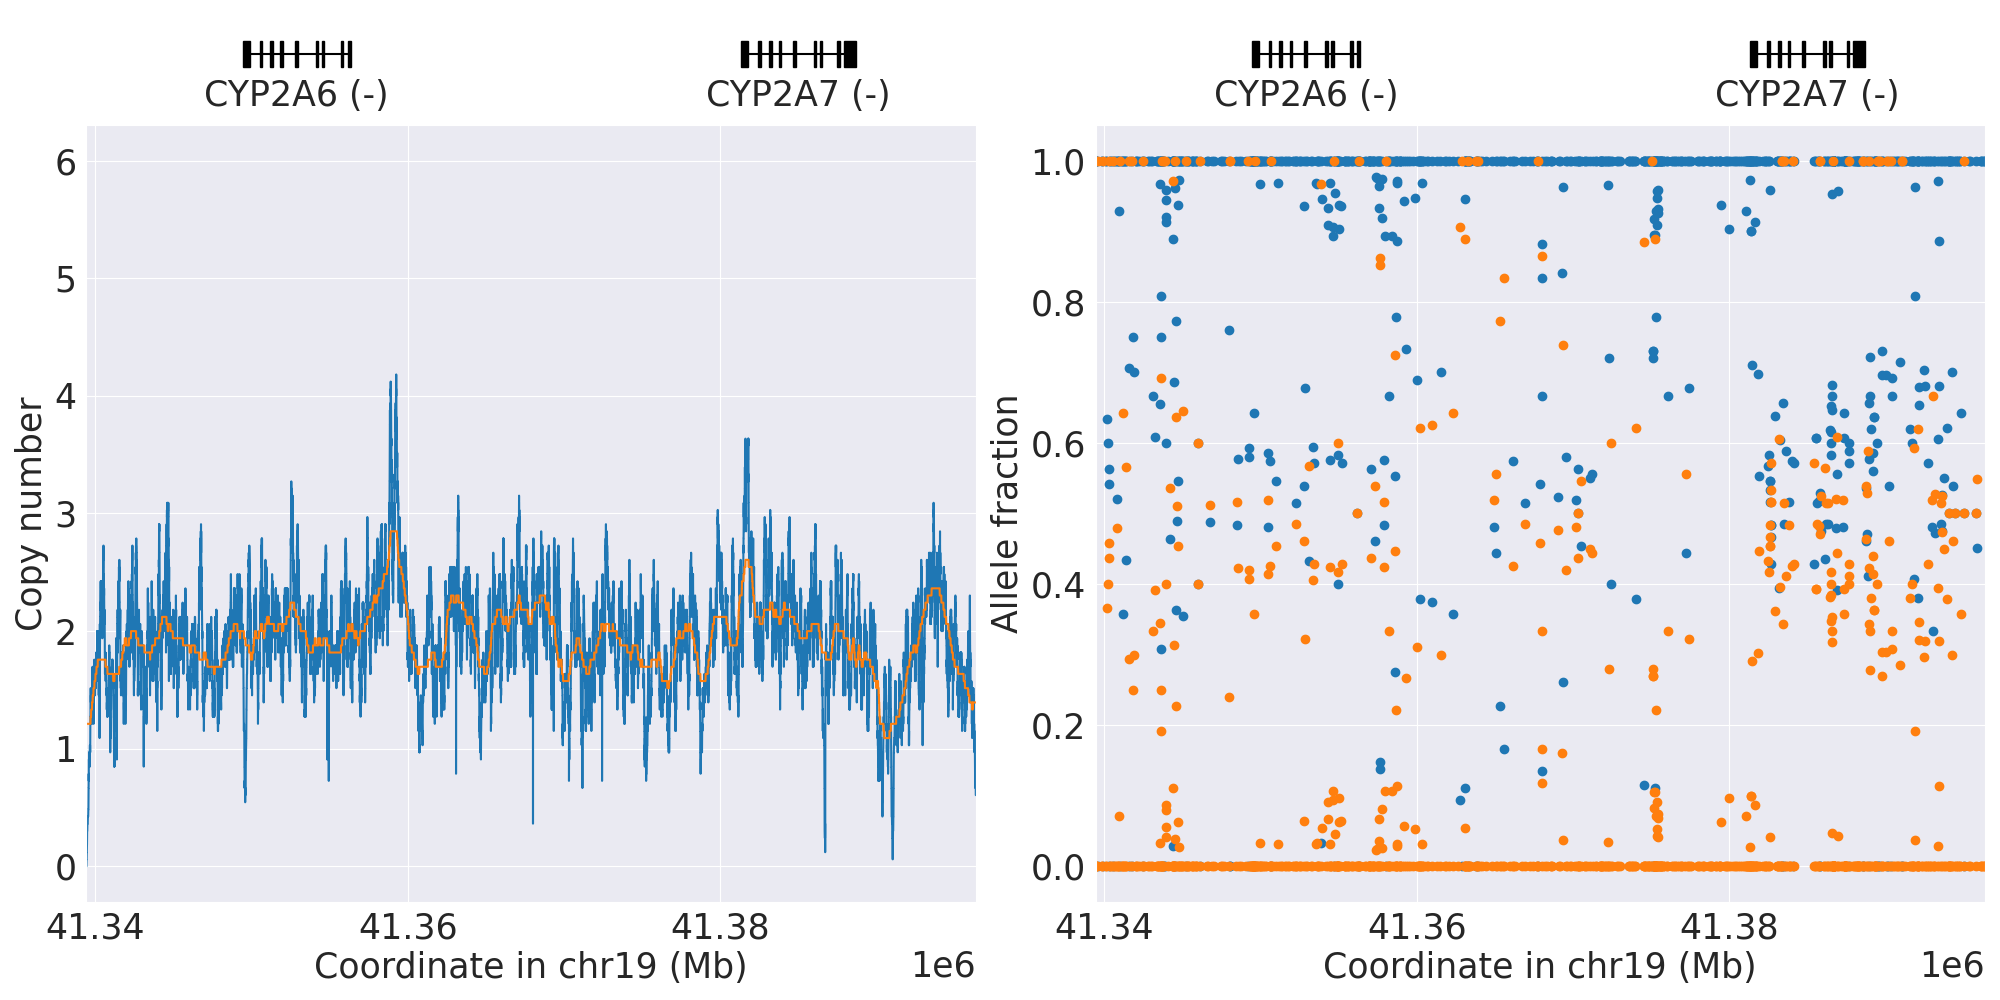 CYP2A6 (-)
CYP2A7 (-)
6
5
4
3
2
1
0
Copy number
41.34
41.36
41.38
Coordinate in chr19 (Mb)
1e6
CYP2A6 (-)
CYP2A7 (-)
1.0
0.8
0.6
0.4
0.2
0.0
Allele fraction
41.34
41.36
41.38
Coordinate in chr19 (Mb)
1e6